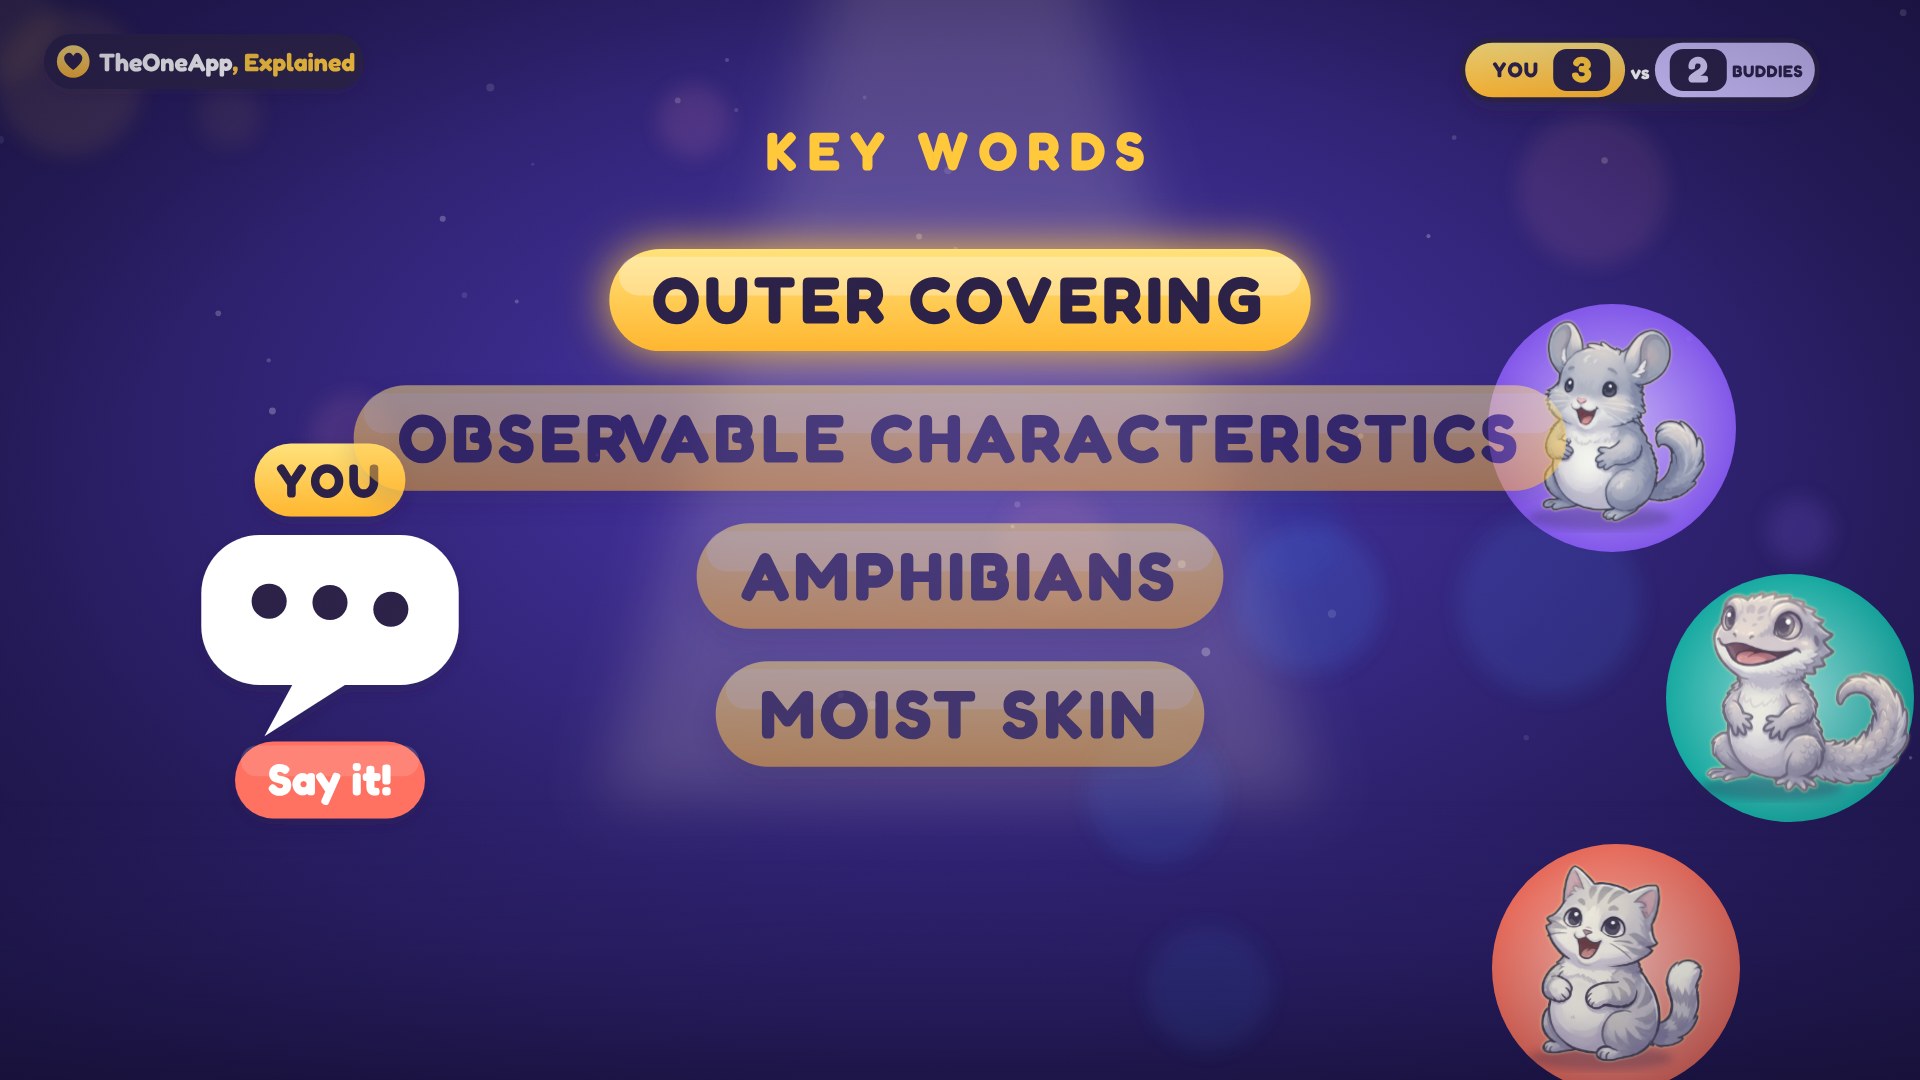 TheOneApp, Explained
YOU 3 vs 2 BUDDIES
KEY WORDS
OUTER COVERING
OBSERVABLE CHARACTERISTICS
YOU
AMPHIBIANS
MOIST SKIN
Say it!